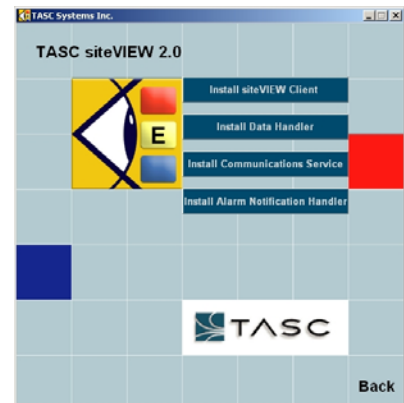 TASC Systems Inc.
TASC siteVIEW 2.0
Install siteVIEW Client
Install Data Handler
E
Install Communications Service
Install Alarm Notification Handler
TASC
Back